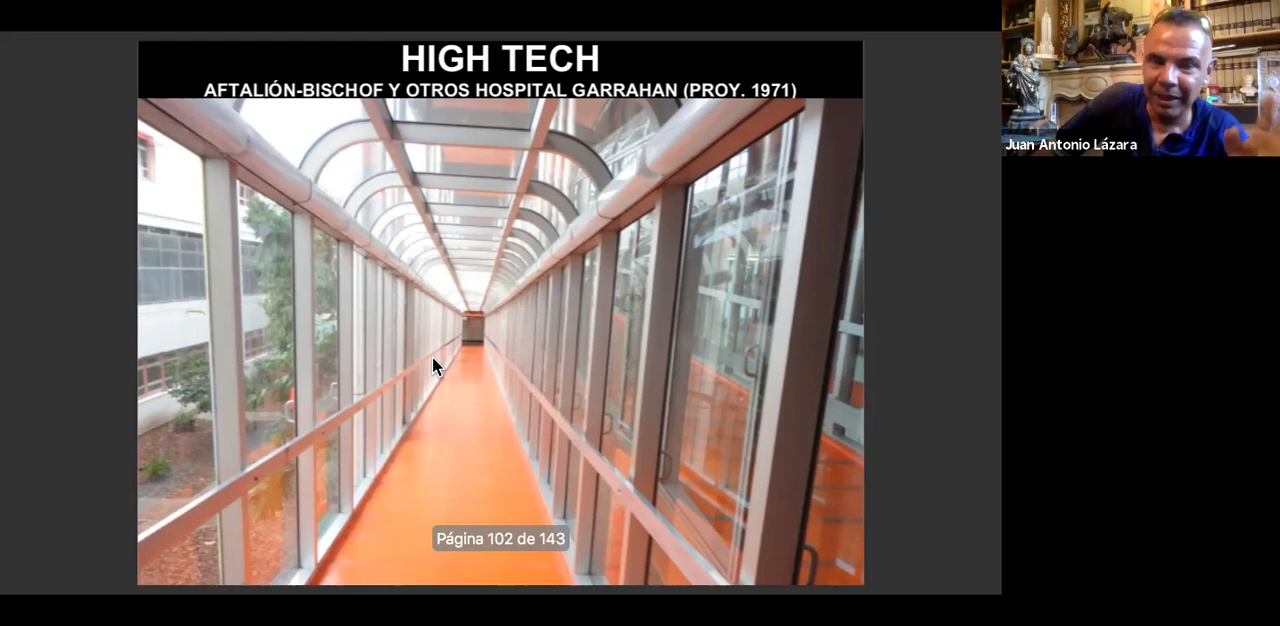 HIGH TECH
AFTALIÓN-BISCHOF Y OTROS HOSPITAL GARRAHAN (PROY. 1971)
Juan Antonio Lázara
Página 102 de 143